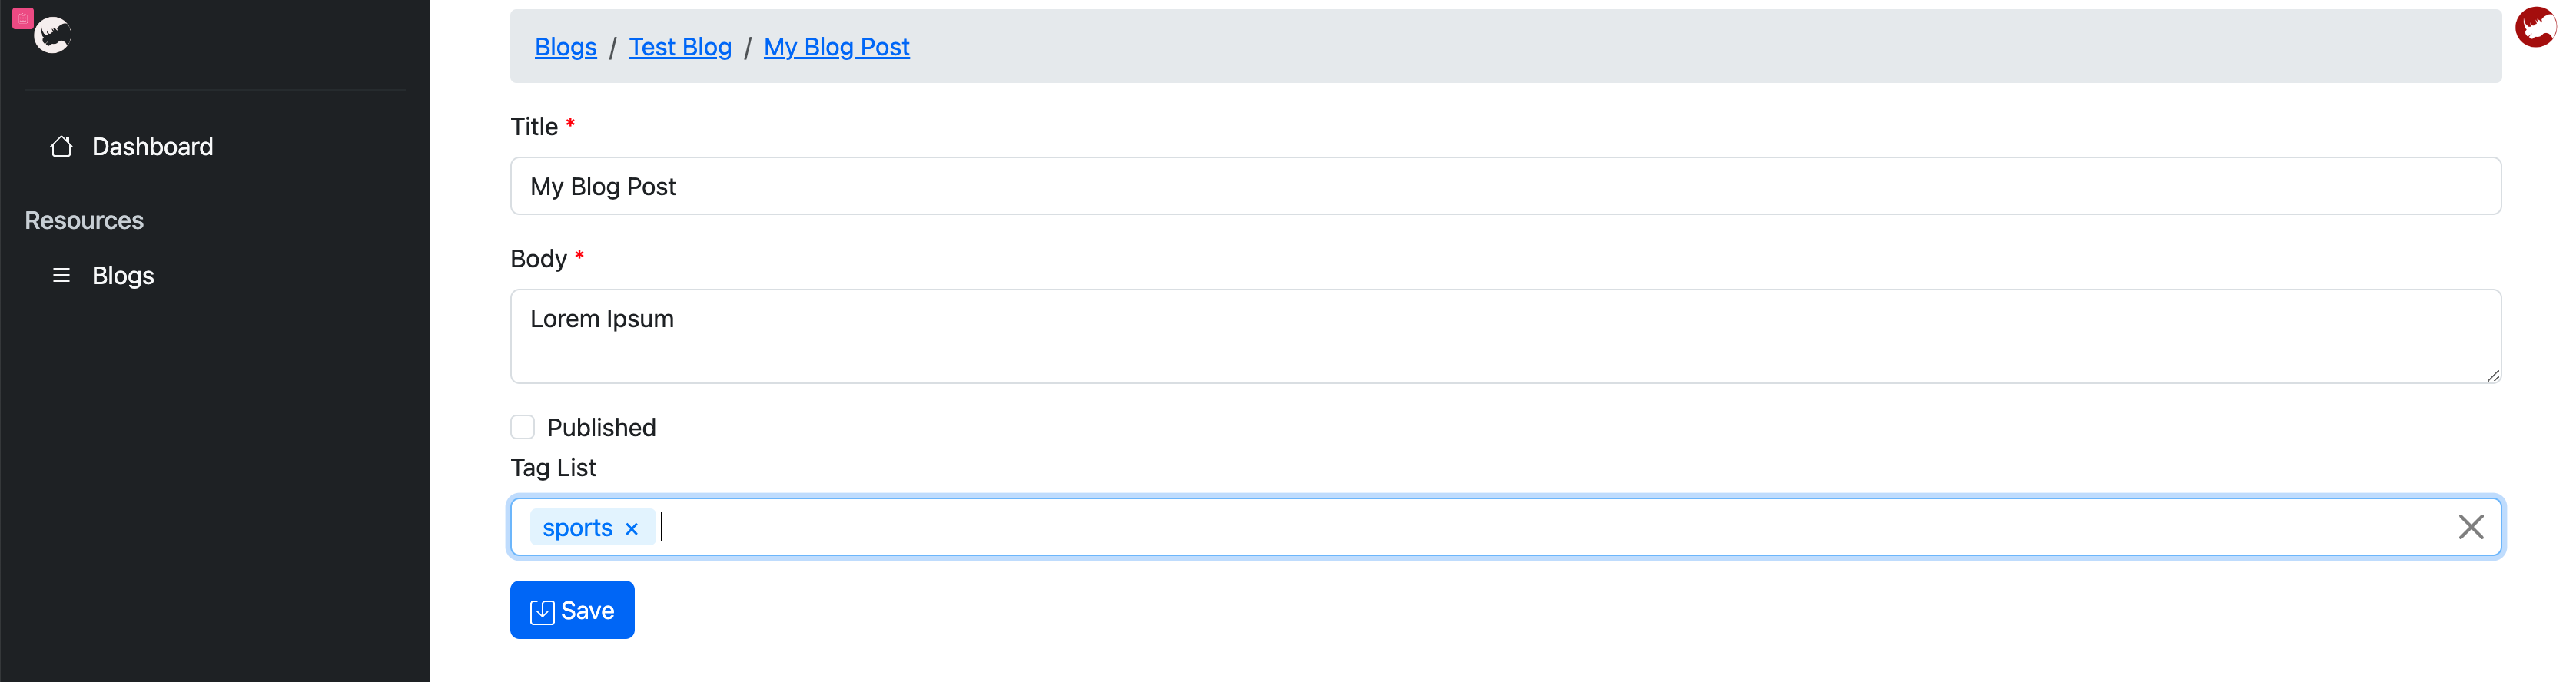 Blogs / Test Blog / My Blog Post
Dashboard
Resources
Blogs
Title *
My Blog Post
Body *
Lorem Ipsum
Published
Tag List
sports ×
Save